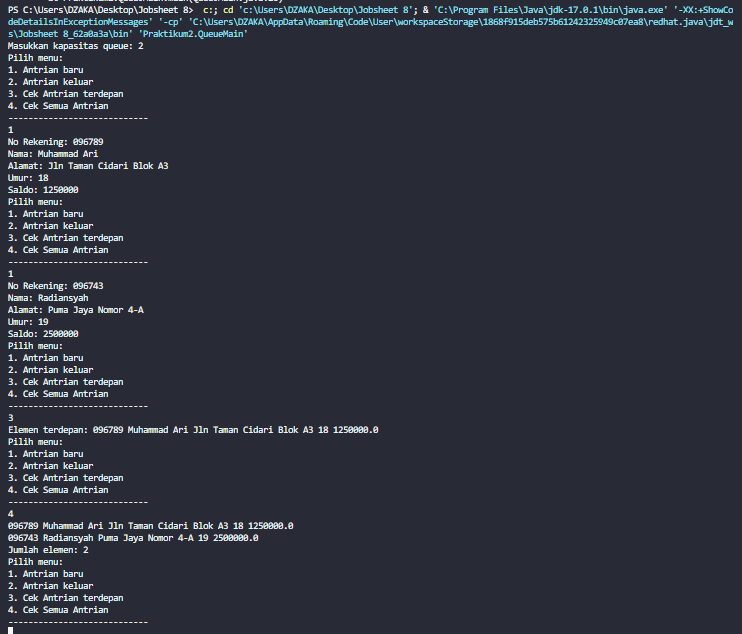 PS C:\Users\DZAKA\Desktop\Jobsheet 8>  c:; cd 'c:\Users\DZAKA\Desktop\Jobsheet 8'; & 'C:\Program Files\Java\jdk-17.0.1\bin\java.exe' '-XX:+ShowCo
deDetailsInExceptionMessages' '-cp' 'C:\Users\DZAKA\AppData\Roaming\Code\User\workspaceStorage\1868f915deb575b61242325949c07ea8\redhat.java\jdt_w
s\Jobsheet 8_62a0a3a\bin' 'Praktikum2.QueueMain'
Masukkan kapasitas queue: 2
Pilih menu:
1. Antrian baru
2. Antrian keluar
3. Cek Antrian terdepan
4. Cek Semua Antrian
----------------------------
1
No Rekening: 096789
Nama: Muhammad Ari
Alamat: Jln Taman Cidari Blok A3
Umur: 18
Saldo: 1250000
Pilih menu:
1. Antrian baru
2. Antrian keluar
3. Cek Antrian terdepan
4. Cek Semua Antrian
----------------------------
1
No Rekening: 096743
Nama: Radiansyah
Alamat: Puma Jaya Nomor 4-A
Umur: 19
Saldo: 2500000
Pilih menu:
1. Antrian baru
2. Antrian keluar
3. Cek Antrian terdepan
4. Cek Semua Antrian
----------------------------
3
Elemen terdepan: 096789 Muhammad Ari Jln Taman Cidari Blok A3 18 1250000.0
Pilih menu:
1. Antrian baru
2. Antrian keluar
3. Cek Antrian terdepan
4. Cek Semua Antrian
----------------------------
4
096789 Muhammad Ari Jln Taman Cidari Blok A3 18 1250000.0
096743 Radiansyah Puma Jaya Nomor 4-A 19 2500000.0
Jumlah elemen: 2
Pilih menu:
1. Antrian baru
2. Antrian keluar
3. Cek Antrian terdepan
4. Cek Semua Antrian
----------------------------